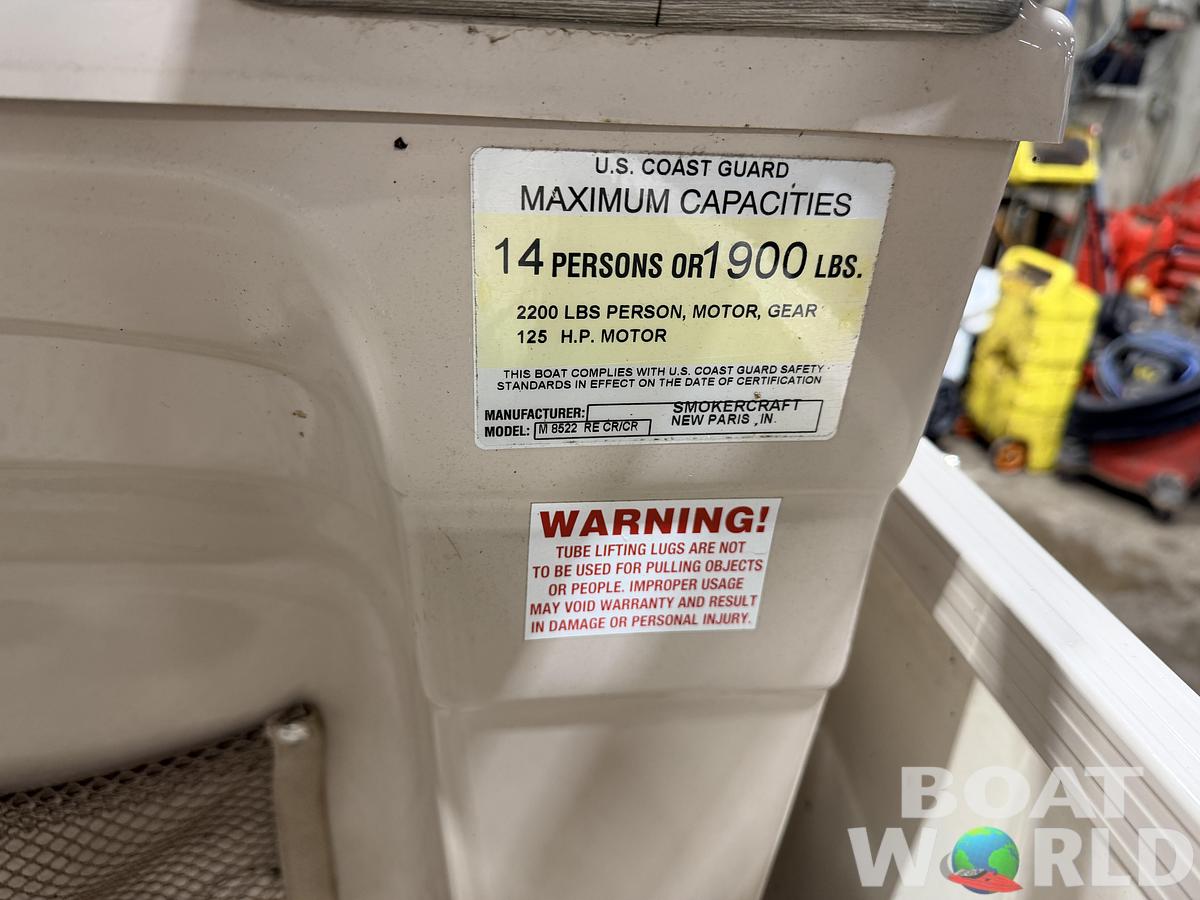 U.S. COAST GUARD
MAXIMUM CAPACITIES
14 PERSONS OR 1900 LBS.
2200 LBS PERSON, MOTOR, GEAR
125 H.P. MOTOR
THIS BOAT COMPLIES WITH U.S. COAST GUARD SAFETY
STANDARDS IN EFFECT ON THE DATE OF CERTIFICATION
MANUFACTURER: SMOKERCRAFT
NEW PARIS ,IN.
MODEL: M 8522 RE CR/CR
WARNING!
TUBE LIFTING LUGS ARE NOT
TO BE USED FOR PULLING OBJECTS
OR PEOPLE. IMPROPER USAGE
MAY VOID WARRANTY AND RESULT
IN DAMAGE OR PERSONAL INJURY.
BOAT
WORLD